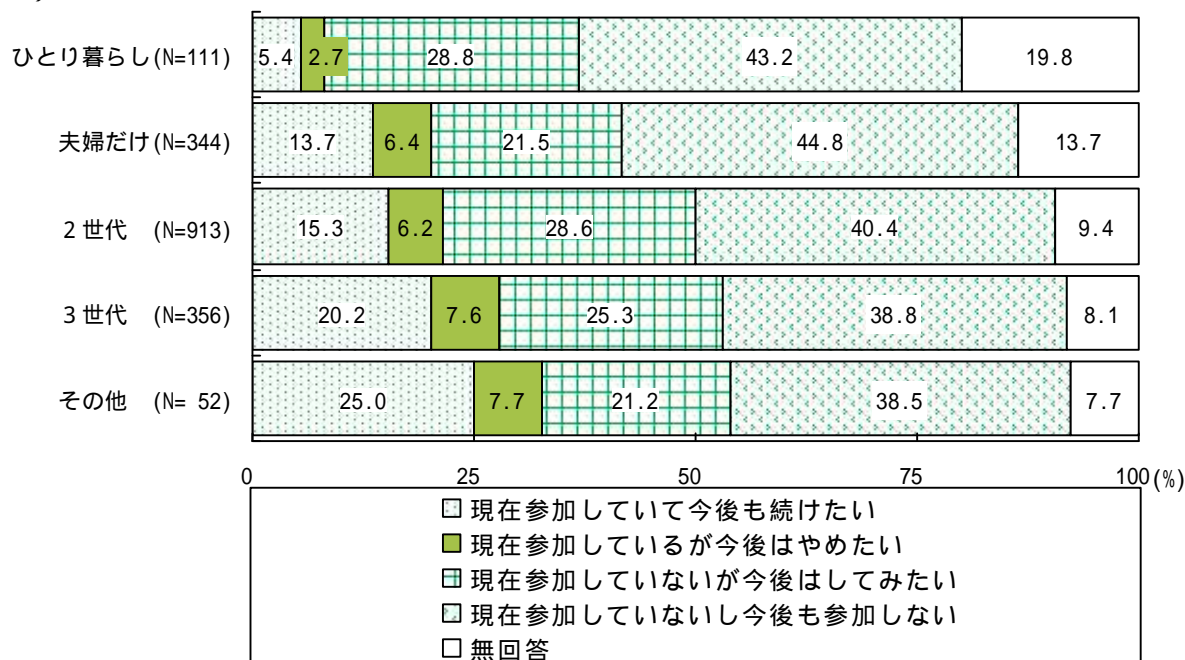 ひとり暮らし(N=111) 5.4 2.7 28.8 43.2 19.8
夫婦だけ(N=344) 13.7 6.4 21.5 44.8 13.7
2世代 (N=913) 15.3 6.2 28.6 40.4 9.4
3世代 (N=356) 20.2 7.6 25.3 38.8 8.1
その他 (N= 52) 25.0 7.7 21.2 38.5 7.7
0 25 50 75 100(%)
現在参加していて今後も続けたい
現在参加しているが今後はやめたい
現在参加していないが今後はしてみたい
現在参加していないし今後も参加しない
無回答